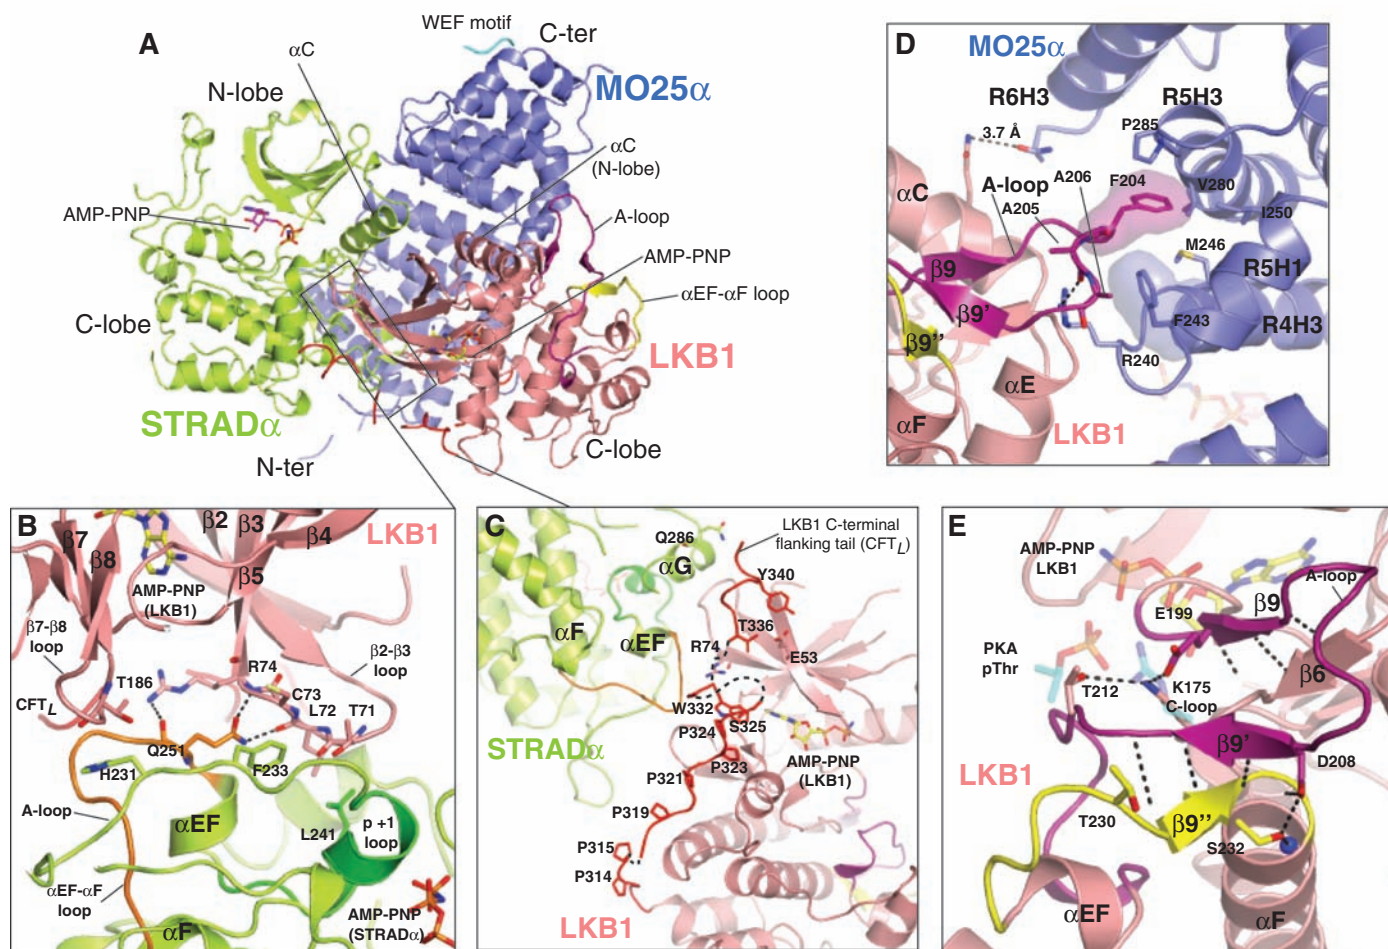 A
WEF motif
C-ter
αC
MO25α
N-lobe
αC
(N-lobe)
AMP-PNP
A-loop
AMP-PNP
αEF-αF loop
C-lobe
LKB1
STRADα
C-lobe
N-ter
D
MO25α
R6H3
R5H3
3.7 Å
P285
αC
A-loop
A206
F204
V280
A205
I250
M246
β9
R5H1
β9’
F243
R4H3
β9’’
R240
αE
αF
LKB1
B
β7
β8
β2
β3
β4
LKB1
β5
AMP-PNP
(LKB1)
β7-β8
loop
β2-β3
loop
T186
R74
C73
CFTL
L72
T71
Q251
H231
F233
A-loop
αEF
L241
p +1
loop
αEF-αF
loop
αF
AMP-PNP
(STRADα)
C
Q286
LKB1 C-terminal
flanking tail (CFTL)
αG
Y340
αF
αEF
T336
R74
E53
W332
S325
P324
STRADα
P323
AMP-PNP
(LKB1)
P321
P319
P315
P314
LKB1
E
AMP-PNP
LKB1
A-loop
E199
β9
PKA
pThr
β6
T212
K175
C-loop
β9’
LKB1
D208
T230
β9’’
S232
αEF
αF